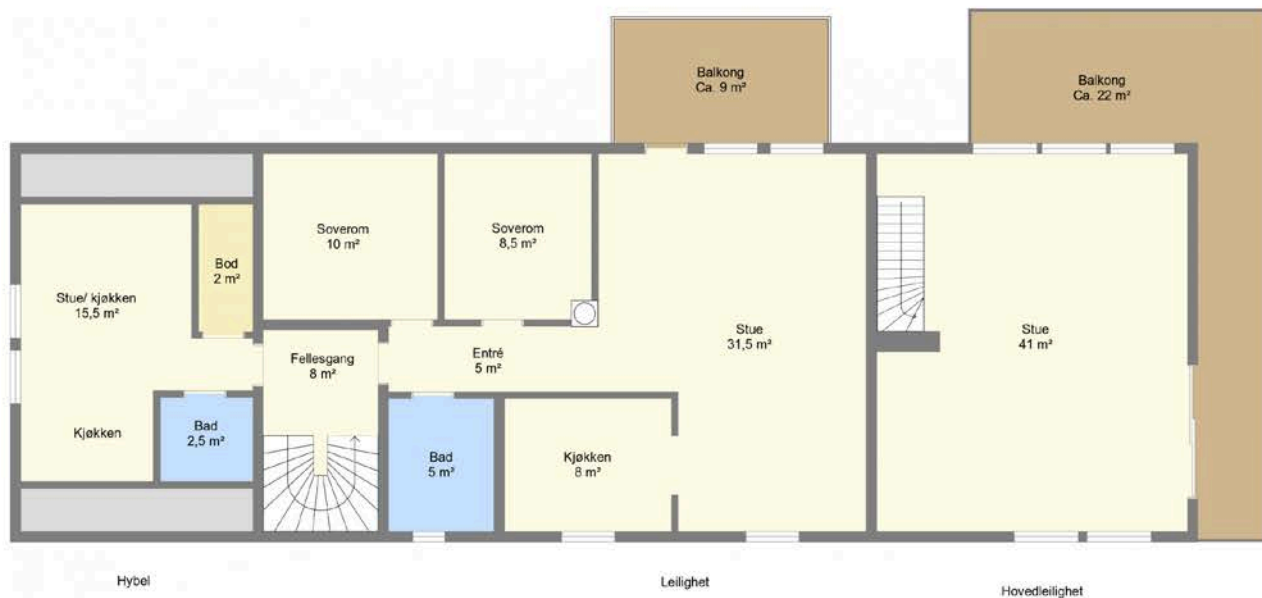 Balkong
Ca. 9 m²
Balkong
Ca. 22 m²
Soverom
10 m²
Soverom
8,5 m²
Bod
2 m²
Stue/ kjøkken
15,5 m²
Stue
31,5 m²
Stue
41 m²
Fellesgang
8 m²
Entré
5 m²
Kjøkken
Bad
2,5 m²
Bad
5 m²
Kjøkken
8 m²
Hybel
Leilighet
Hovedleilighet